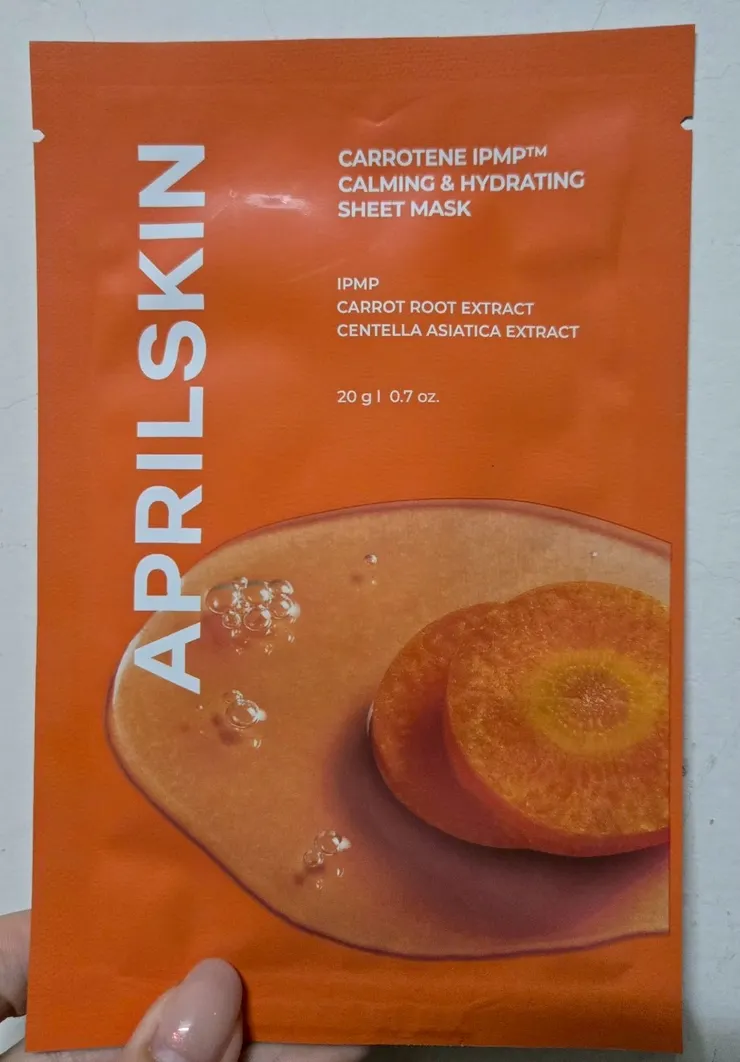 APRILSKIN
CARROTENE IPMP™
CALMING & HYDRATING
SHEET MASK
IPMP
CARROT ROOT EXTRACT
CENTELLA ASIATICA EXTRACT
20 g l 0.7 oz.